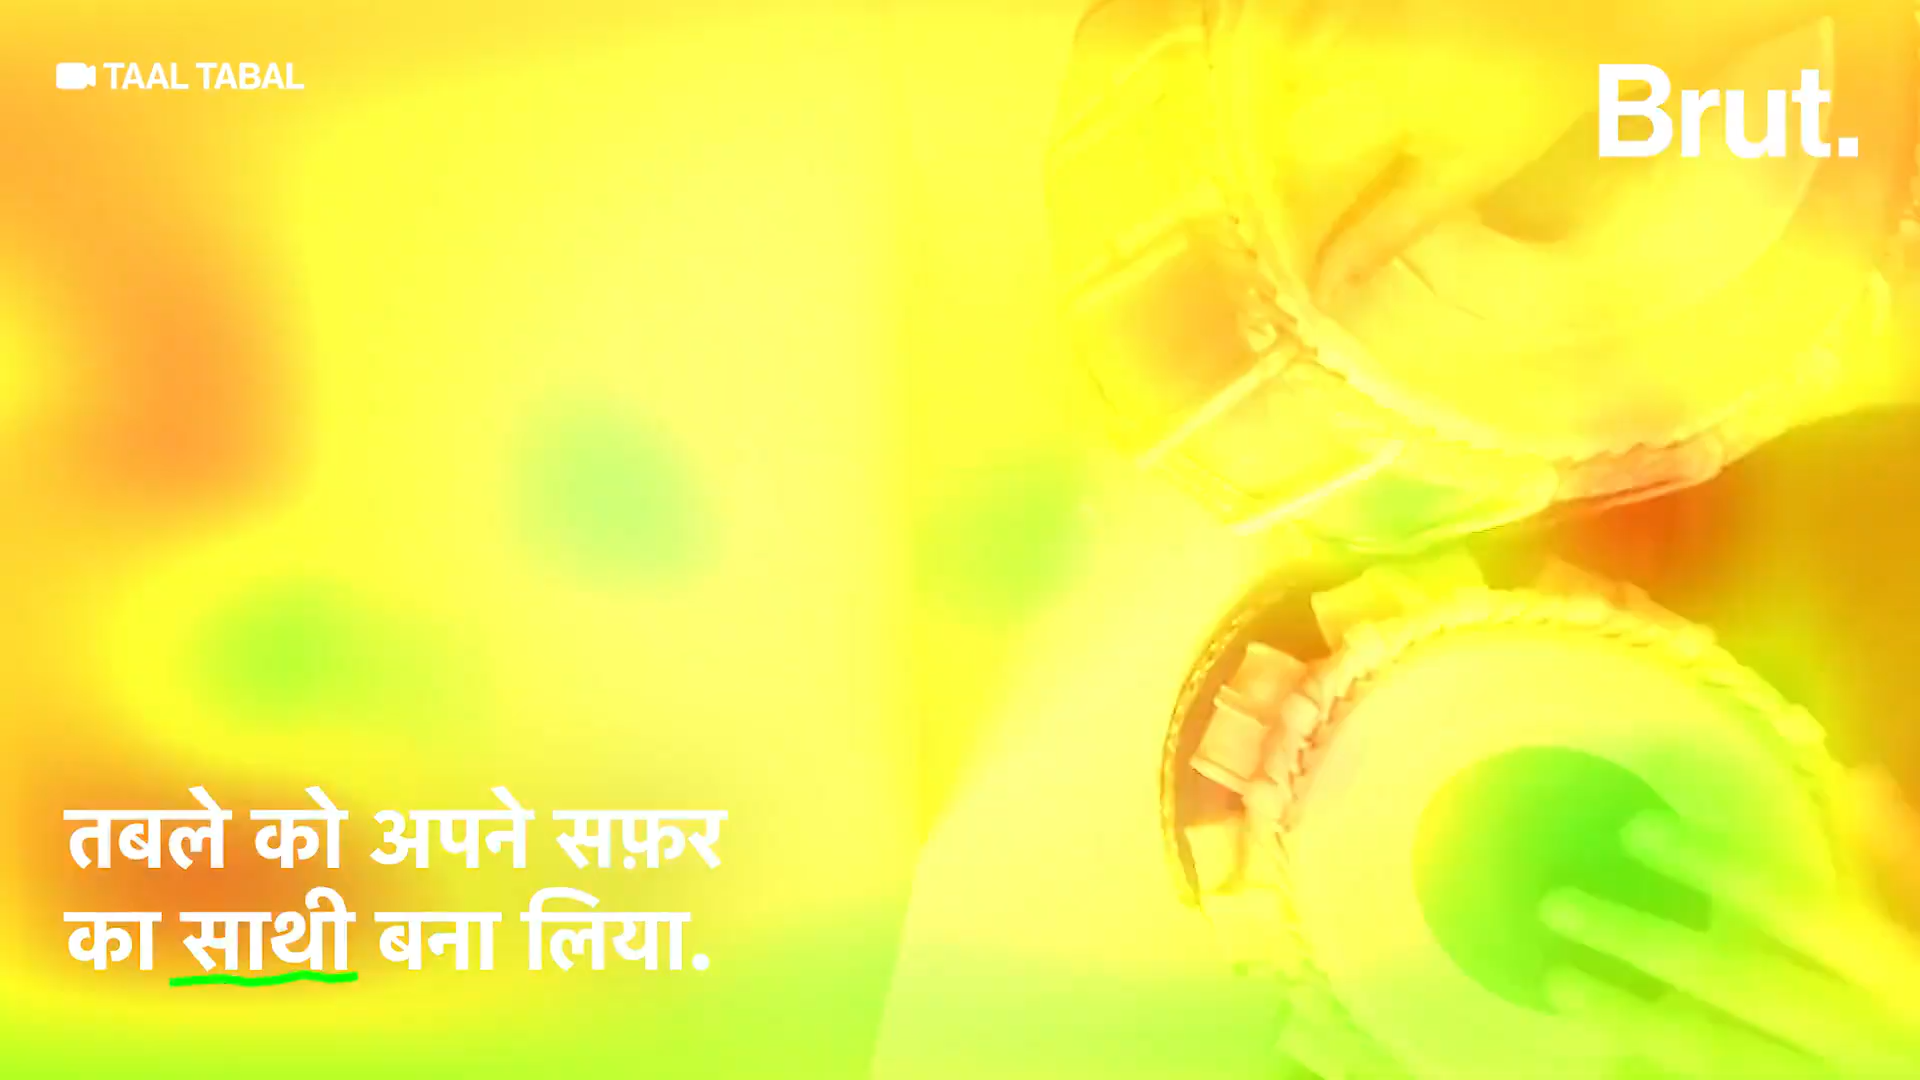 TAAL TABAL
Brut.
तबले को अपने सफ़र
का साथी बना लिया.